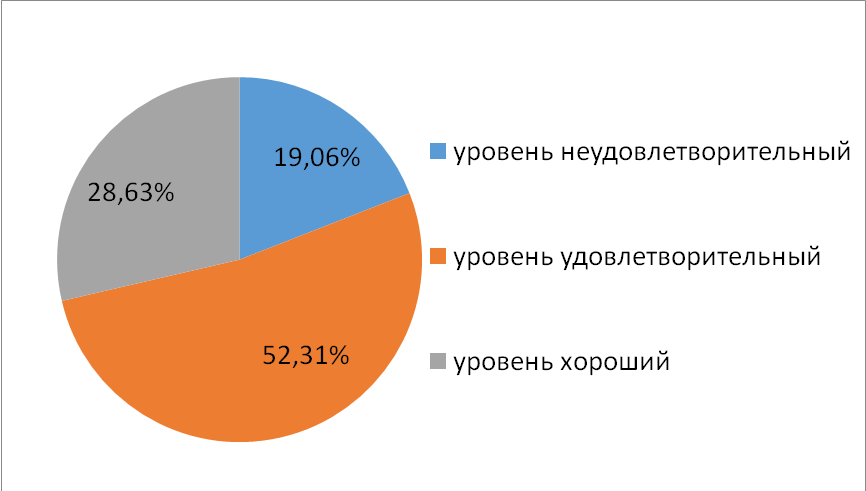 19,06%
28,63%
52,31%
уровень неудовлетворительный
уровень удовлетворительный
уровень хороший